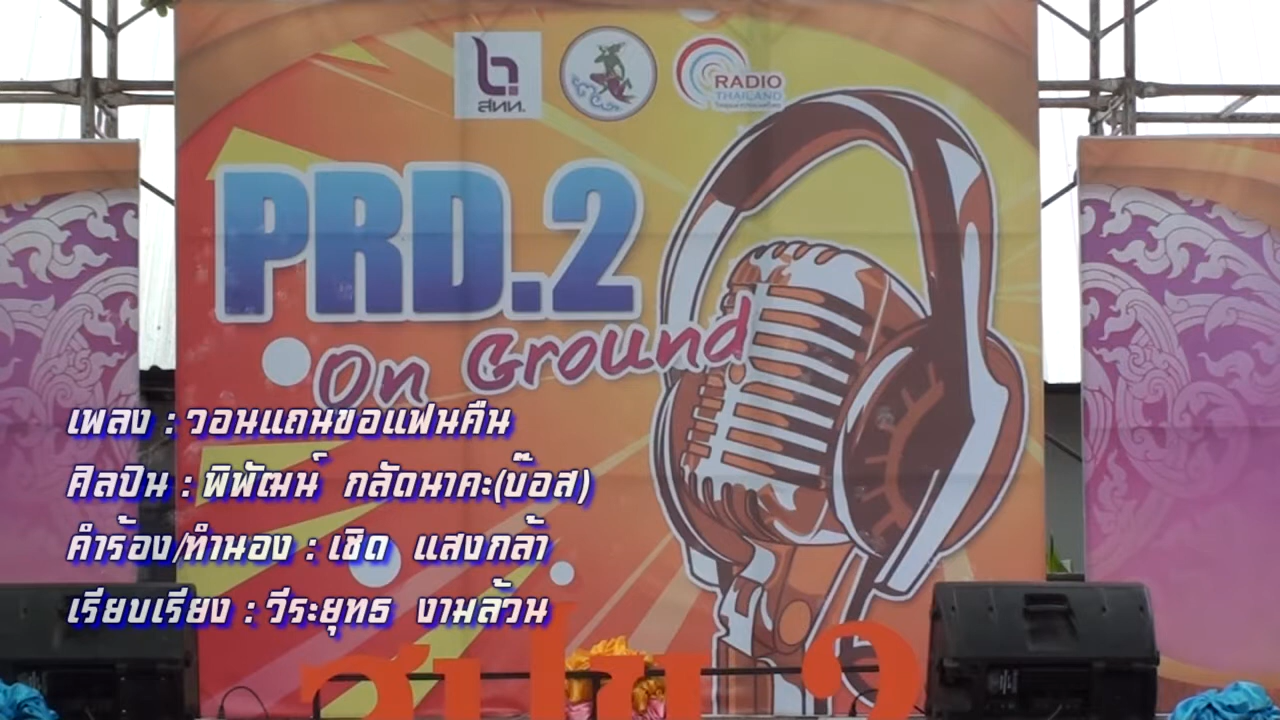 สทท.
RADIO
THAILAND
PRD.2
On Ground
เพลง : วอนแถนขอแฟนคืน
ศิลปิน : พิพัฒน์ กลัดนาคะ(บ๊อส)
คำร้อง/ทำนอง : เชิด แสงกล้า
เรียบเรียง : วีระยุทธ งามล้วน